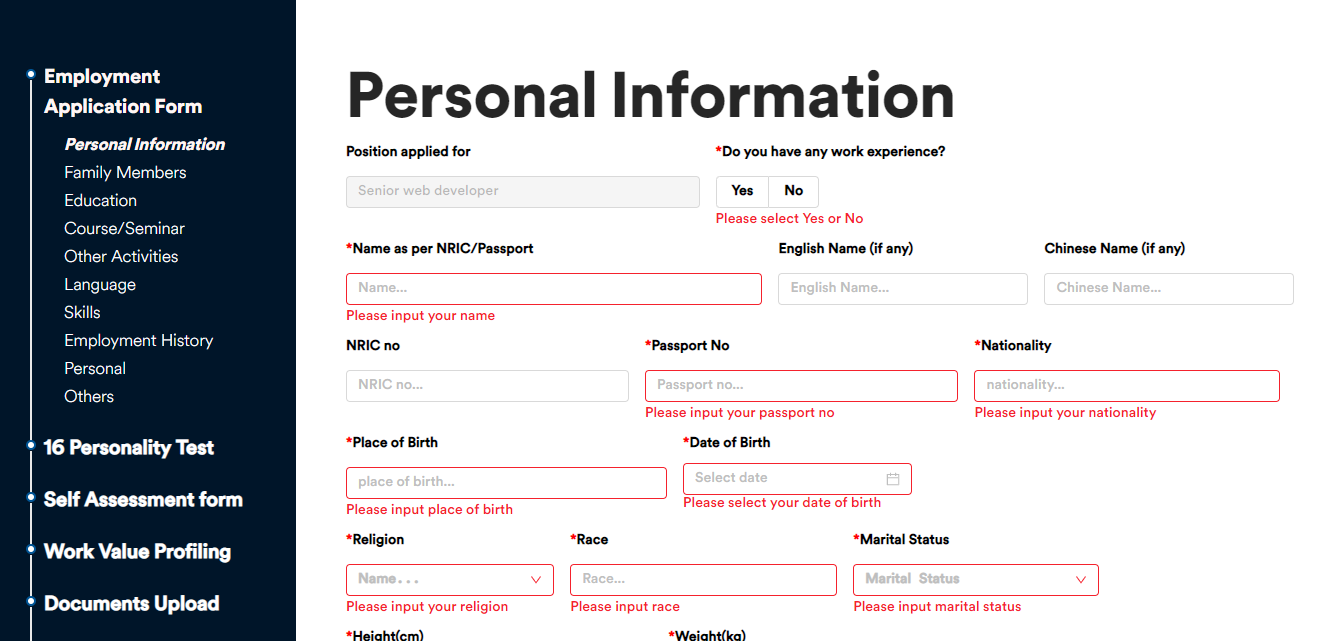 Employment
Application Form
Personal Information
Family Members
Education
Course/Seminar
Other Activities
Language
Skills
Employment History
Personal
Others
16 Personality Test
Self Assessment form
Work Value Profiling
Documents Upload
Personal Information
Position applied for
*Do you have any work experience?
Senior web developer
Yes No
Please select Yes or No
*Name as per NRIC/Passport
English Name (if any)
Chinese Name (if any)
Name...
English Name...
Chinese Name...
Please input your name
NRIC no
*Passport No
*Nationality
NRIC no...
Passport no...
nationality...
Please input your passport no
Please input your nationality
*Place of Birth
*Date of Birth
place of birth...
Select date
Please input place of birth
Please select your date of birth
*Religion
*Race
*Marital Status
Name...
Race...
Marital Status
Please input your religion
Please input race
Please input marital status
*Height(cm)
*Weight(kg)